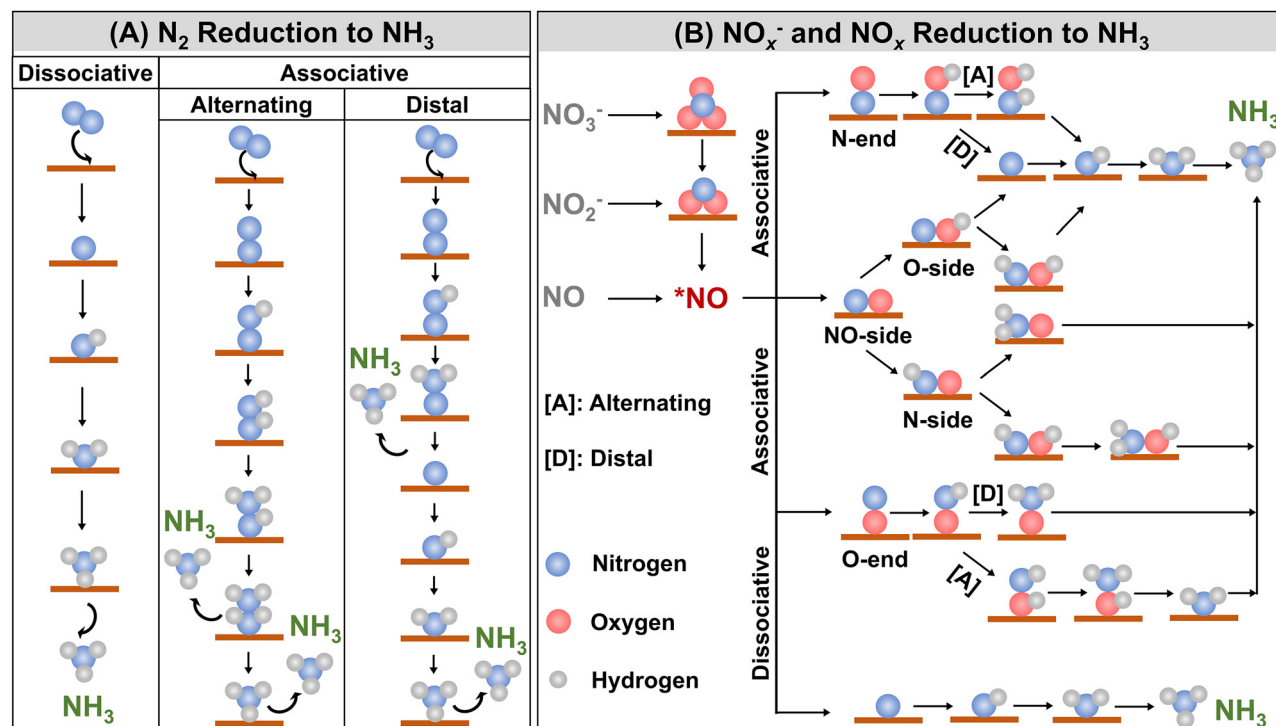 (A) N₂ Reduction to NH₃
Dissociative
Associative
Alternating
Distal
NH₃
NH₃
NH₃
NH₃
NH₃
(B) NOₓ⁻ and NOₓ Reduction to NH₃
NO₃⁻
NO₂⁻
NO
*NO
[A]: Alternating
[D]: Distal
Nitrogen
Oxygen
Hydrogen
Associative
Associative
Dissociative
N-end
[A]
[D]
NH₃
O-side
NO-side
N-side
O-end
[D]
[A]
NH₃